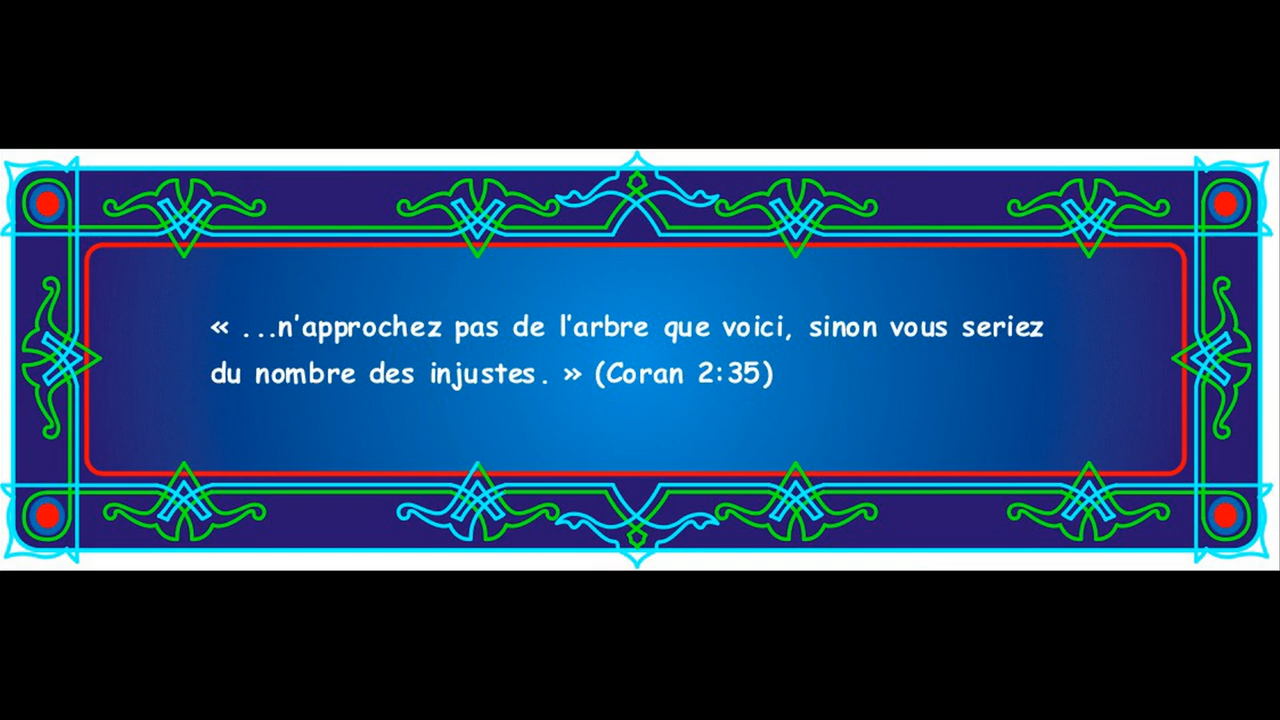 « ...n'approchez pas de l'arbre que voici, sinon vous seriez
du nombre des injustes. » (Coran 2:35)